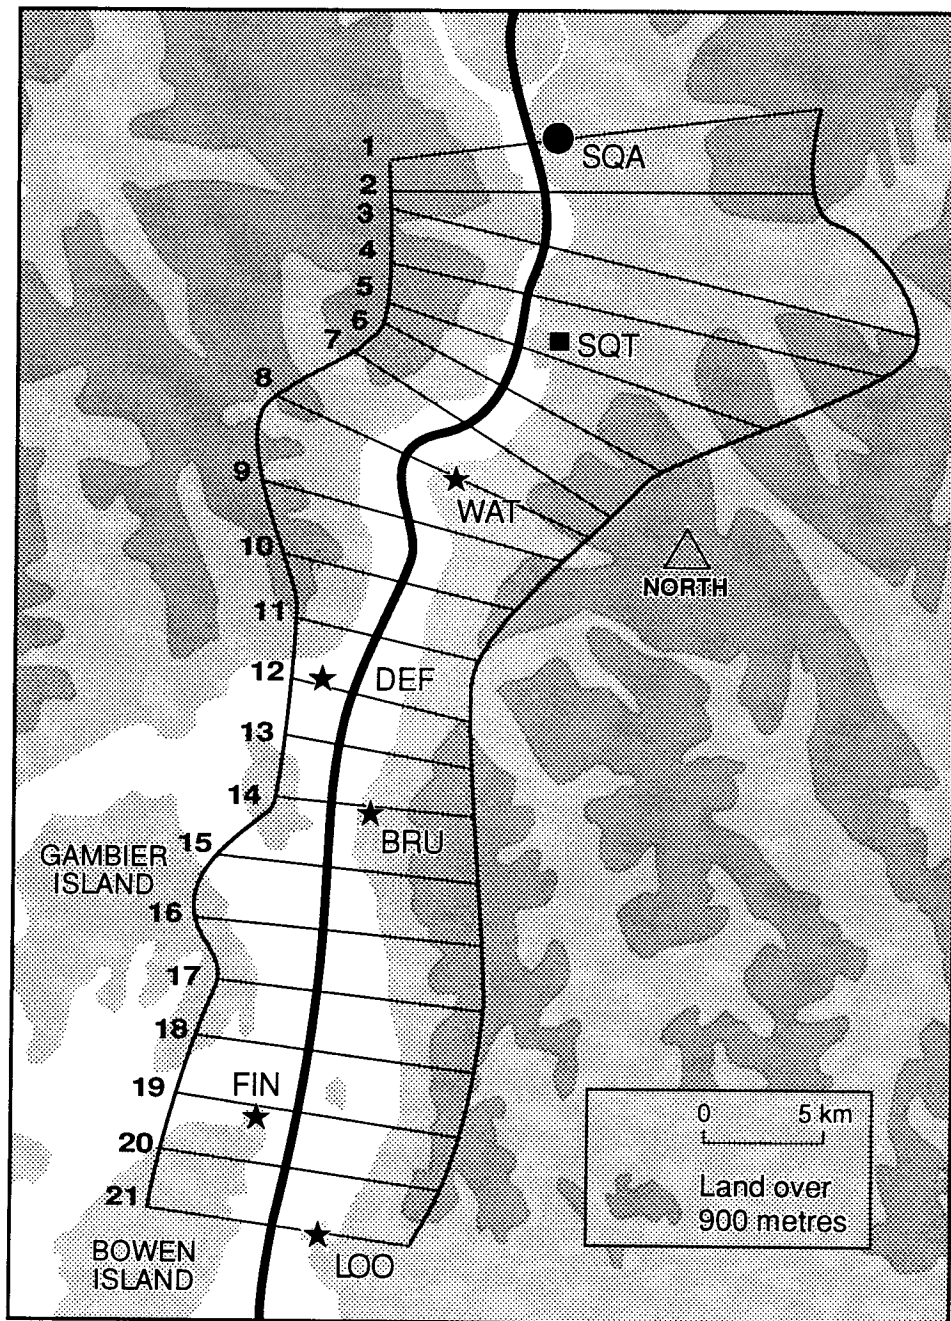 1
SQA
2
3
4
5
6
SQT
7
8
9
WAT
10
NORTH
11
12
DEF
13
14
BRU
15
GAMBIER
ISLAND
16
17
18
FIN
19
0 5 km
20
Land over
900 metres
21
BOWEN
ISLAND
LOO